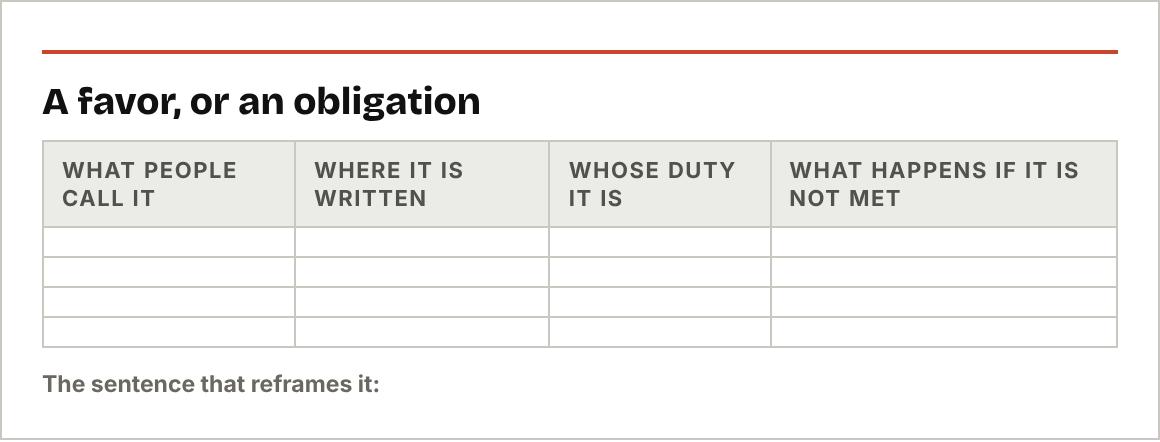 A favor, or an obligation
WHAT PEOPLE
CALL IT
WHERE IT IS
WRITTEN
WHOSE DUTY
IT IS
WHAT HAPPENS IF IT IS
NOT MET
The sentence that reframes it: